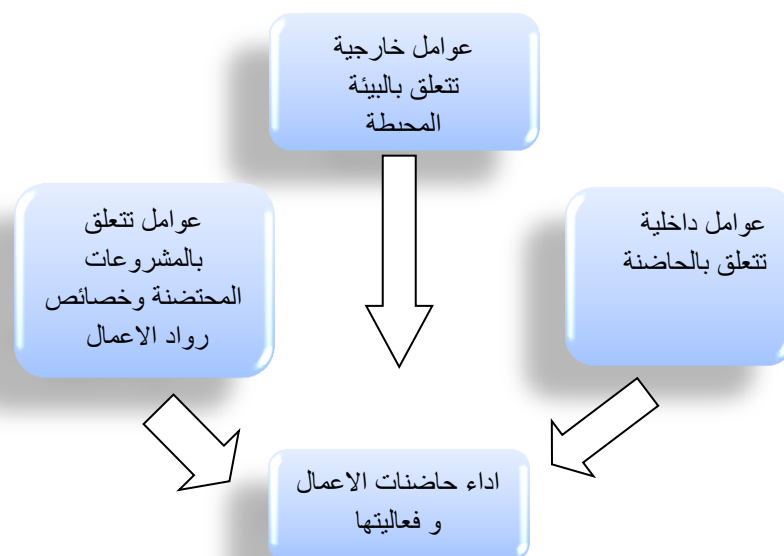 عوامل خارجية
تتعلق بالبيئة
المحيطة
عوامل داخلية
تتعلق بالحاضنة
عوامل تتعلق
بالمشروعات
المحتضنة وخصائص
رواد الاعمال
اداء حاضنات الاعمال
و فعاليتها